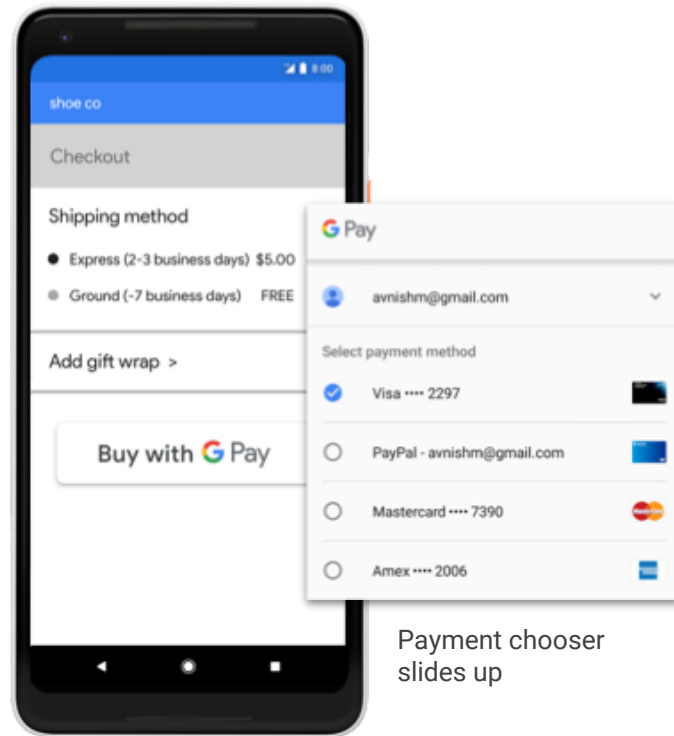 8:00
shoe co
Checkout
Shipping method
Express (2-3 business days) $5.00
Ground (-7 business days) FREE
Add gift wrap >
Buy with G Pay
G Pay
avnishm@gmail.com
Select payment method
Visa •••• 2297
PayPal - avnishm@gmail.com
Mastercard •••• 7390
Amex •••• 2006
Payment chooser
slides up